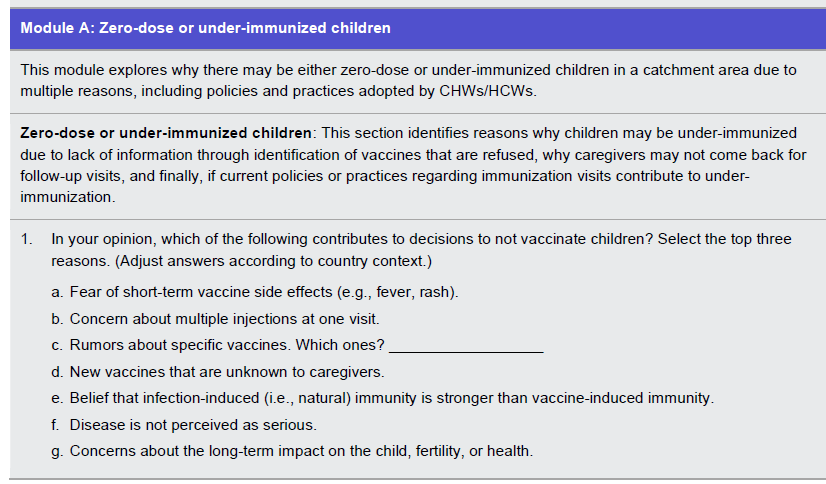 Module A: Zero-dose or under-immunized children
This module explores why there may be either zero-dose or under-immunized children in a catchment area due to
multiple reasons, including policies and practices adopted by CHWs/HCWs.
Zero-dose or under-immunized children: This section identifies reasons why children may be under-immunized
due to lack of information through identification of vaccines that are refused, why caregivers may not come back for
follow-up visits, and finally, if current policies or practices regarding immunization visits contribute to under-
immunization.
1. In your opinion, which of the following contributes to decisions to not vaccinate children? Select the top three
reasons. (Adjust answers according to country context.)
a. Fear of short-term vaccine side effects (e.g., fever, rash).
b. Concern about multiple injections at one visit.
c. Rumors about specific vaccines. Which ones? ___________________
d. New vaccines that are unknown to caregivers.
e. Belief that infection-induced (i.e., natural) immunity is stronger than vaccine-induced immunity.
f. Disease is not perceived as serious.
g. Concerns about the long-term impact on the child, fertility, or health.